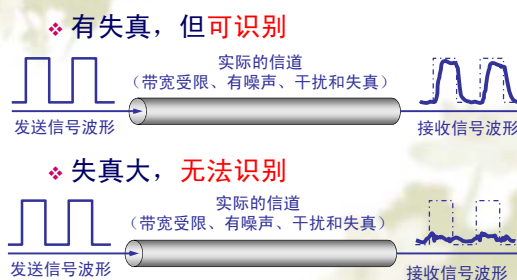 有失真，但可识别
实际的信道
（带宽受限、有噪声、干扰和失真）
发送信号波形
接收信号波形
失真大，无法识别
实际的信道
（带宽受限、有噪声、干扰和失真）
发送信号波形
接收信号波形